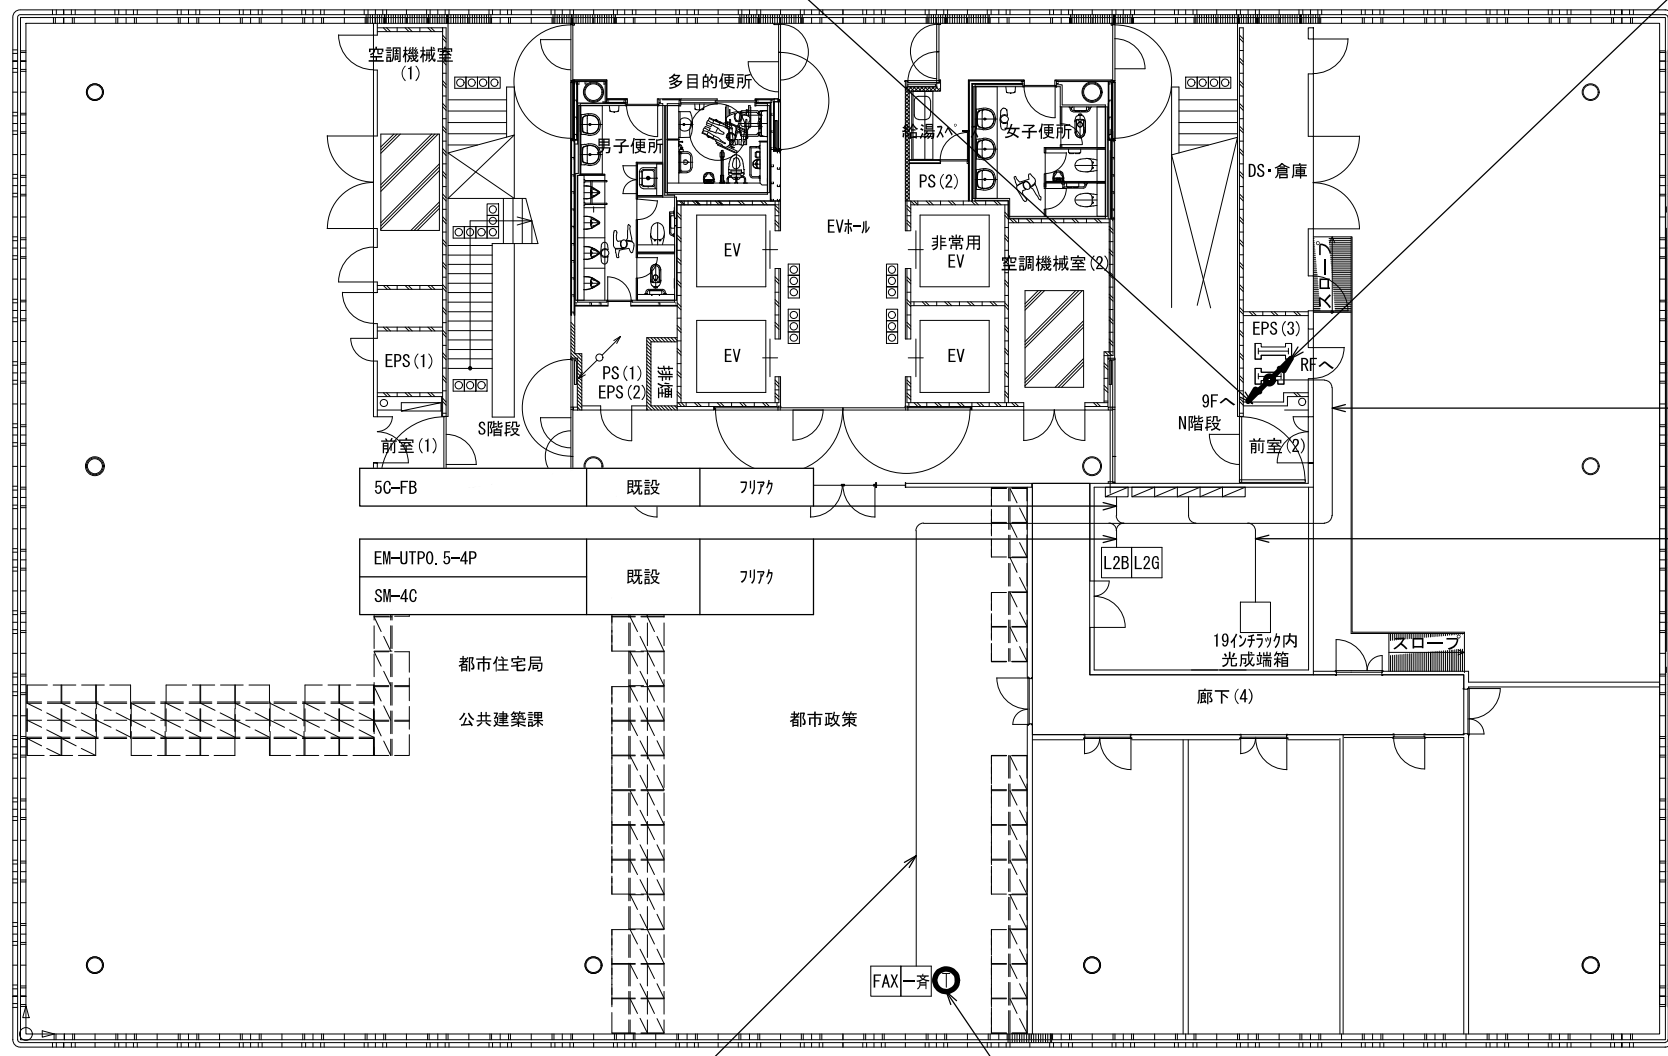 空調機械室
(1)
多目的便所
男子便所
給湯スペース
女子便所
PS(2)
DS・倉庫
EVホール
EV
非常用
EV
空調機械室(2)
スロープ
EPS(1)
EV
EV
EPS(3)
RFへ
PS(1)
EPS(2)
排煙
9Fへ
N階段
S階段
前室(1)
前室(2)
5C-FB 既設 フリアク
EM-UTP0.5-4P 既設 フリアク
SM-4C
L2B L2G
19インチラック内
光成端箱
スロープ
都市住宅局
公共建築課
都市政策
廊下(4)
FAX 一斉 T